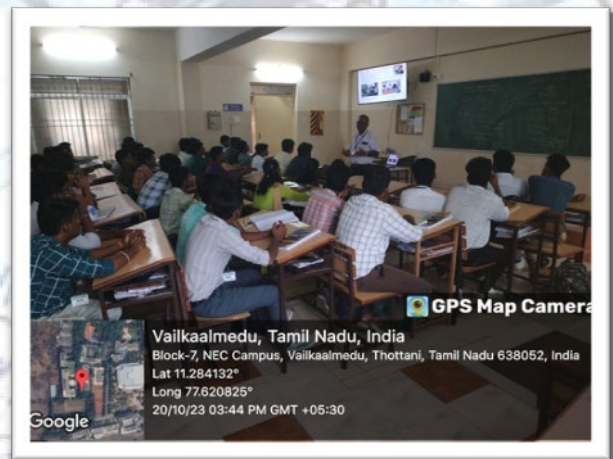 GPS Map Camera
Vailkaalmedu, Tamil Nadu, India
Block-7, NEC Campus, Vailkaalmedu, Thottani, Tamil Nadu 638052, India
Lat 11.284132°
Long 77.620825°
20/10/23 03:44 PM GMT +05:30
Google